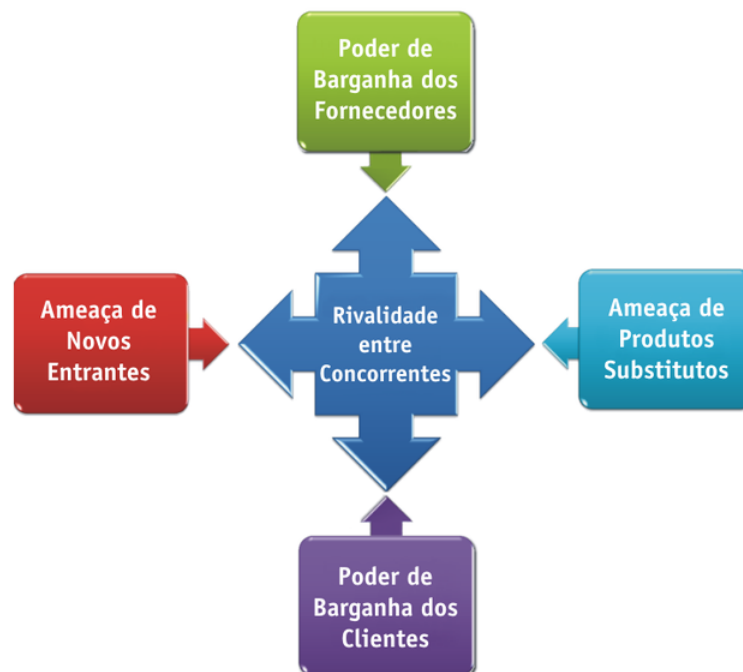 Poder de
Barganha dos
Fornecedores
Ameaça de
Novos
Entrantes
Rivalidade
entre
Concorrentes
Ameaça de
Produtos
Substitutos
Poder de
Barganha dos
Clientes